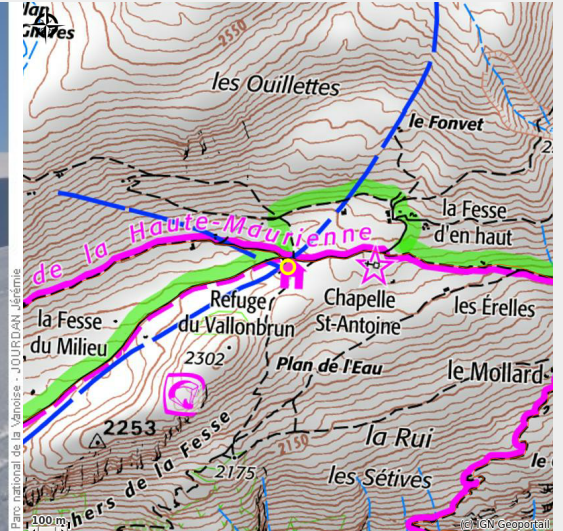 2550
les Ouillettes
le Fonvet
la Fesse
d'en haut
de la Haute-Maurienne
Refuge
du Vallonbrun
Chapelle
St-Antoine
les Érelles
la Fesse
du Milieu
2302
Plan de l'Eau
le Mollard
2253
hers de la Fesse
2150
la Rui
2175
les Sétives
le
100 m
(c) IGN Geoportail
Parc national de la Vanoise - JOURDAN Jérémie